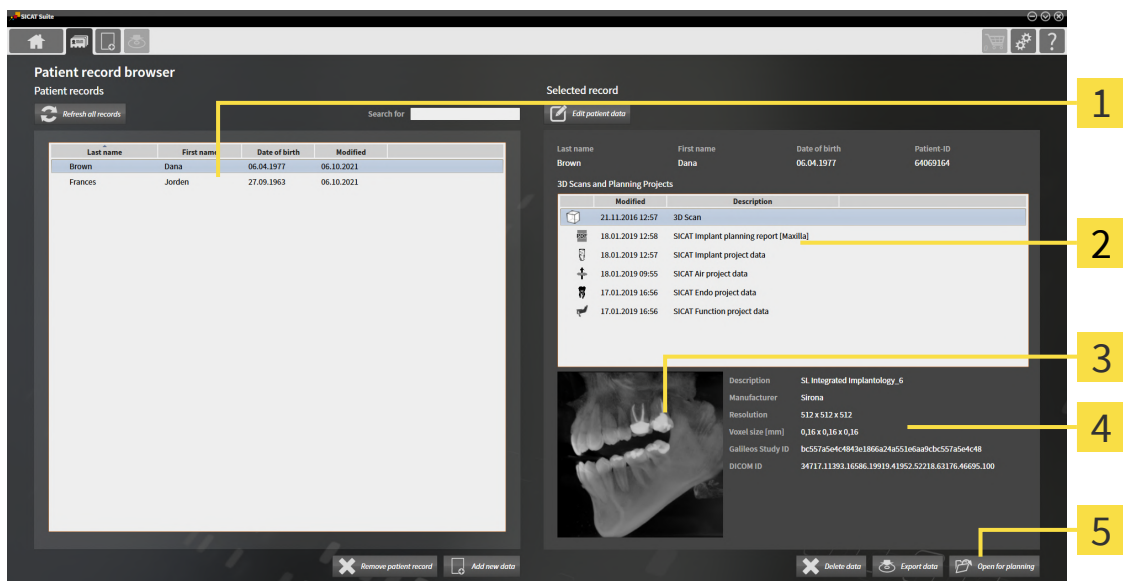 SICAT Suite
Patient record browser
Patient records
Refresh all records
Search for
Last name First name Date of birth Modified
Brown Dana 06.04.1977 06.10.2021
Frances Jorden 27.09.1963 06.10.2021
Remove patient record Add new data
Selected record
Edit patient data
Last name First name Date of birth Patient-ID
Brown Dana 06.04.1977 64069164
3D Scans and Planning Projects
Modified Description
21.11.2016 12:57 3D Scan
18.01.2019 12:58 SICAT Implant planning report [Maxilla]
18.01.2019 12:57 SICAT Implant project data
18.01.2019 09:55 SICAT Air project data
17.01.2019 16:56 SICAT Endo project data
17.01.2019 16:56 SICAT Function project data
Description SL Integrated Implantology_6
Manufacturer Sirona
Resolution 512 x 512 x 512
Voxel size [mm] 0,16 x 0,16 x 0,16
Galileos Study ID bc557a5e4c4843e1866a24a551e6aa9cbc557a5e4c48
DICOM ID 34717.11393.16586.19919.41952.52218.63176.46695.100
Delete data Export data Open for planning
1
2
3
4
5